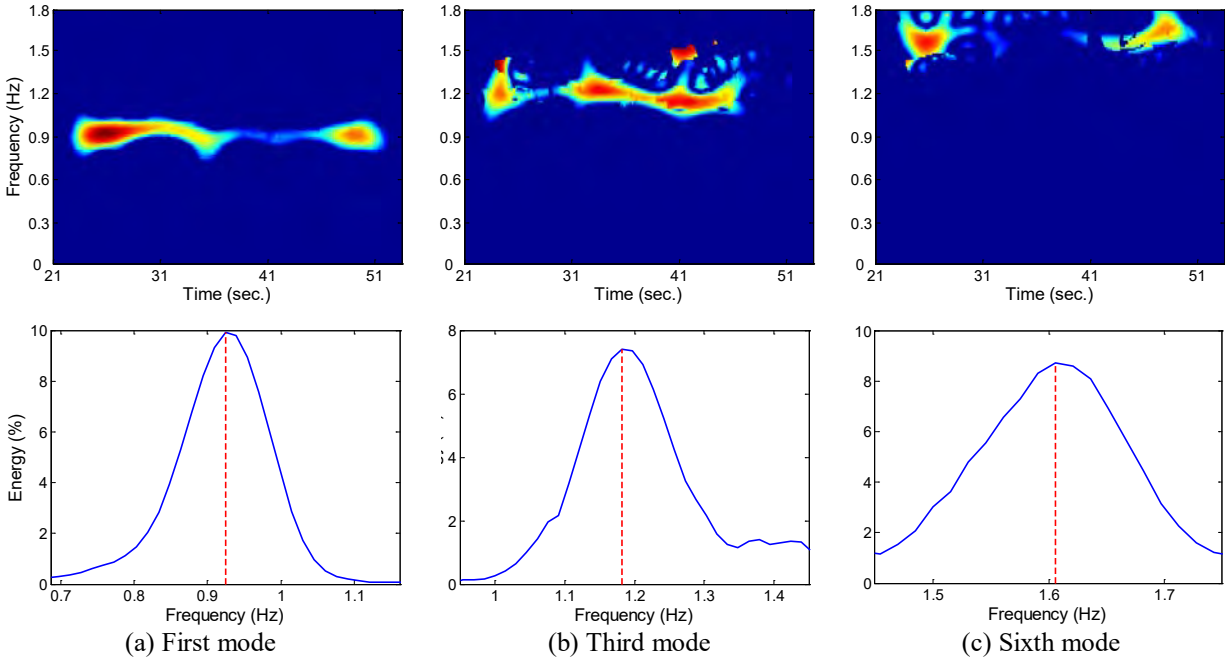 1.8
1.5
1.2
0.9
0.6
0.3
0
Frequency (Hz)
21 31 41 51
Time (sec.)
1.8
1.5
1.2
0.9
0.6
0.3
0
21 31 41 51
Time (sec.)
1.8
1.5
1.2
0.9
0.6
0.3
0
21 31 41 51
Time (sec.)
10
8
6
4
2
0
Energy (%)
0.7 0.8 0.9 1 1.1
Frequency (Hz)
(a) First mode
8
6
4
2
0
1 1.1 1.2 1.3 1.4
Frequency (Hz)
(b) Third mode
10
8
6
4
2
0
1.5 1.6 1.7
Frequency (Hz)
(c) Sixth mode